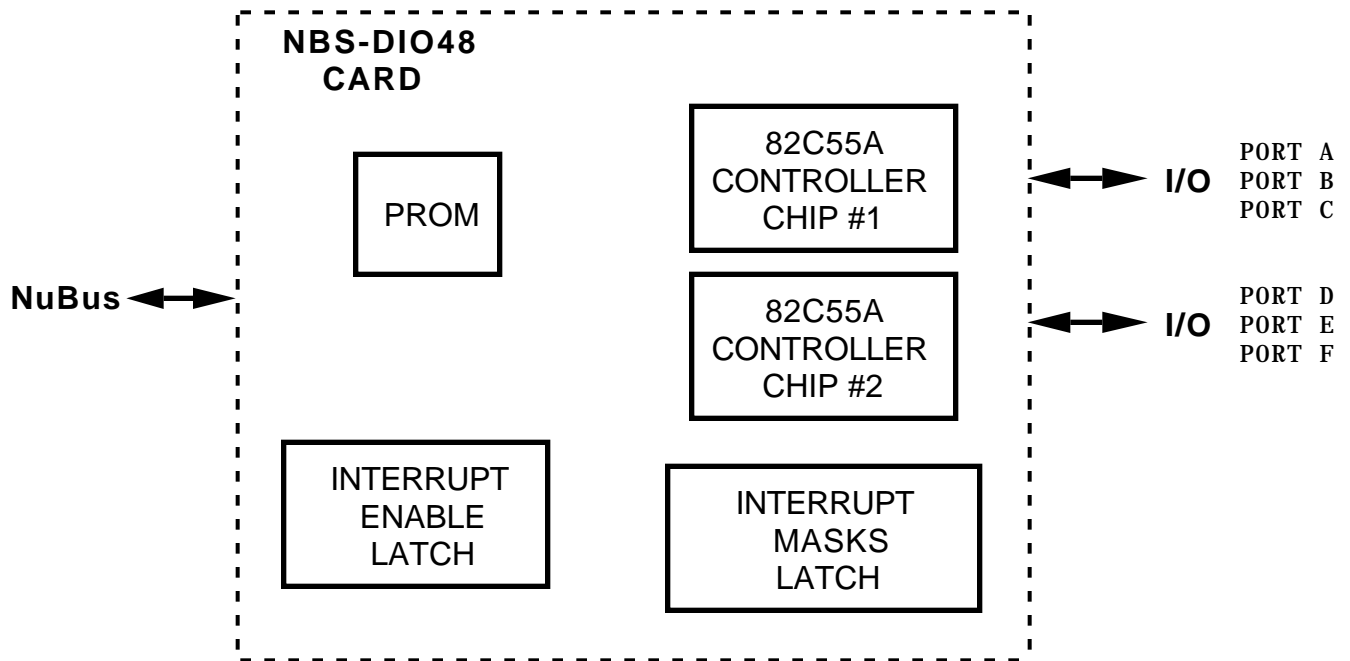 NBS-DIO48
CARD
82C55A
CONTROLLER
CHIP #1
I/O
PORT A
PORT B
PORT C
PROM
NuBus
82C55A
CONTROLLER
CHIP #2
I/O
PORT D
PORT E
PORT F
INTERRUPT
ENABLE
LATCH
INTERRUPT
MASKS
LATCH